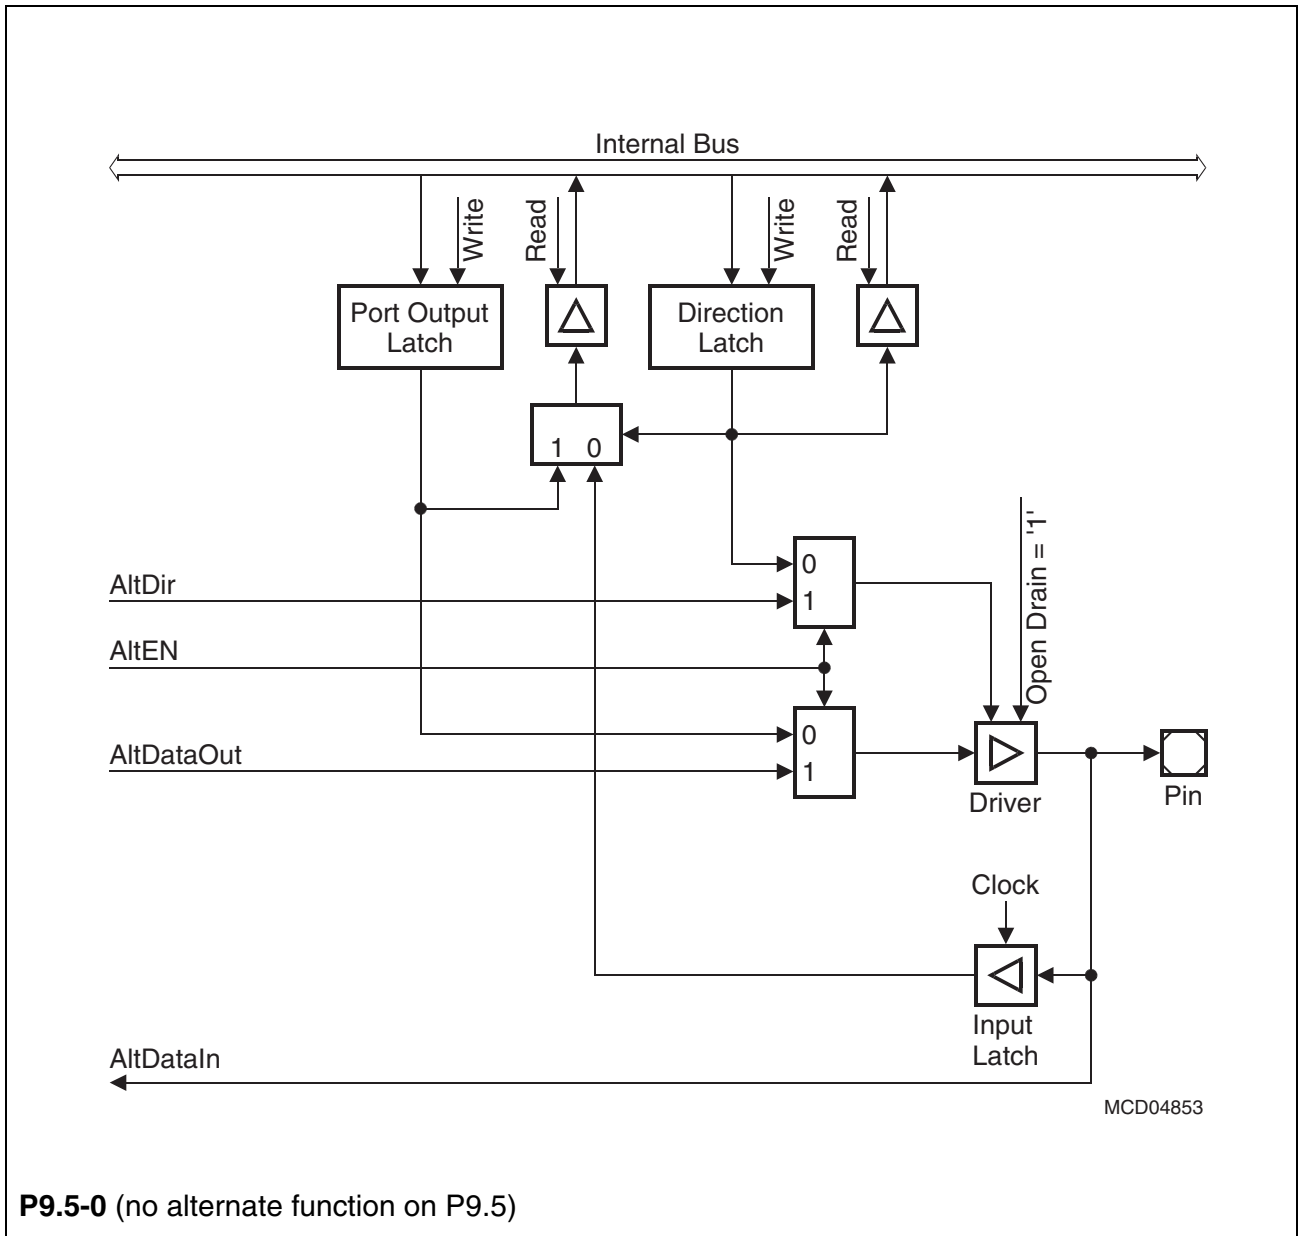 Internal Bus
Write
Read
Write
Read
Port Output
Latch
Direction
Latch
1 0
Open Drain = '1'
0
1
AltDir
AltEN
0
1
AltDataOut
Driver
Pin
Clock
Input
Latch
AltDataIn
MCD04853
P9.5-0 (no alternate function on P9.5)